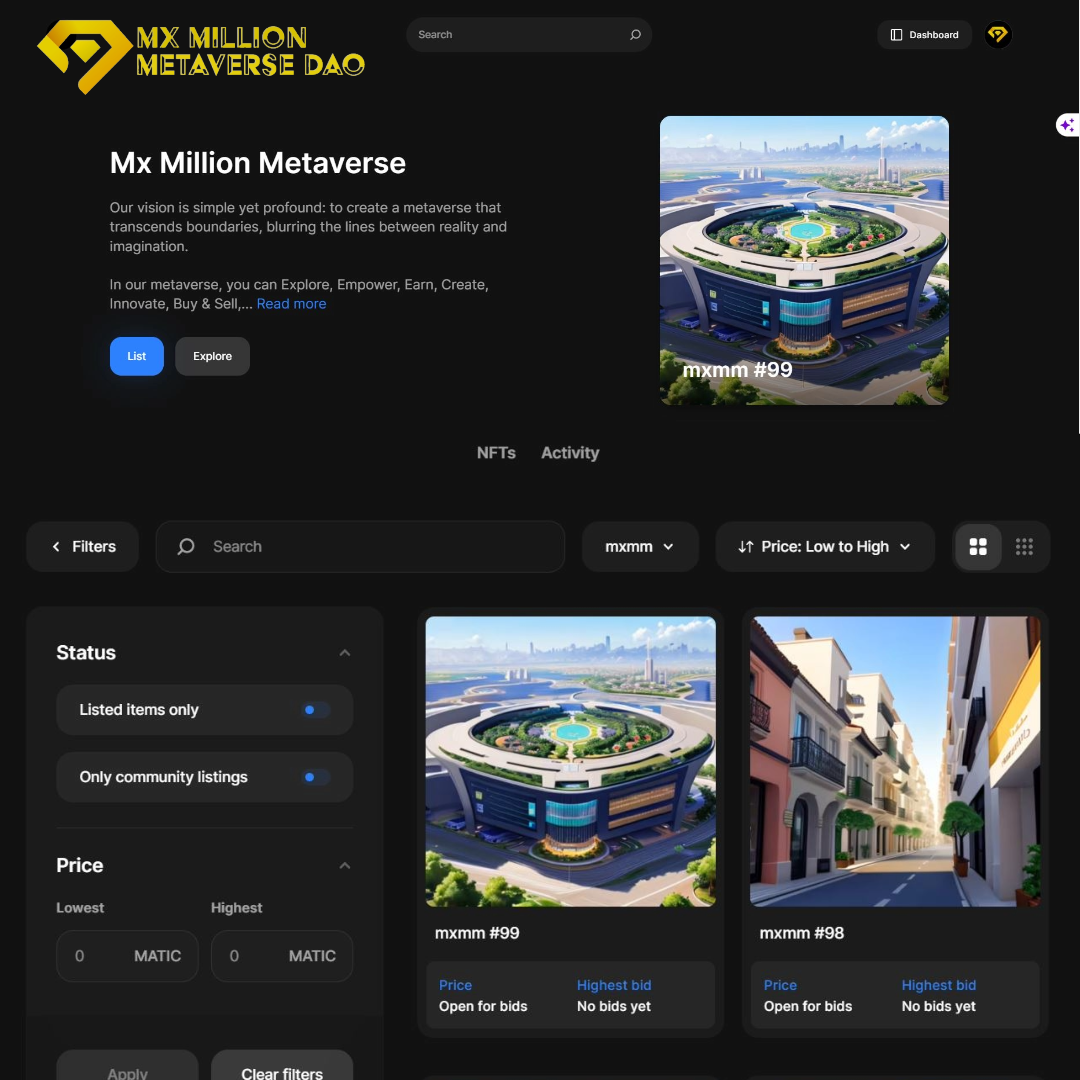 MX MILLION
METAVERSE DAO
Search
Dashboard
Mx Million Metaverse
Our vision is simple yet profound: to create a metaverse that
transcends boundaries, blurring the lines between reality and
imagination.
In our metaverse, you can Explore, Empower, Earn, Create,
Innovate, Buy & Sell,... Read more
List
Explore
mxmm #99
NFTs
Activity
Filters
Search
mxmm
Price: Low to High
Status
Listed items only
Only community listings
Price
Lowest
Highest
0 MATIC
0 MATIC
Apply
Clear filters
mxmm #99
Price
Highest bid
Open for bids
No bids yet
mxmm #98
Price
Highest bid
Open for bids
No bids yet